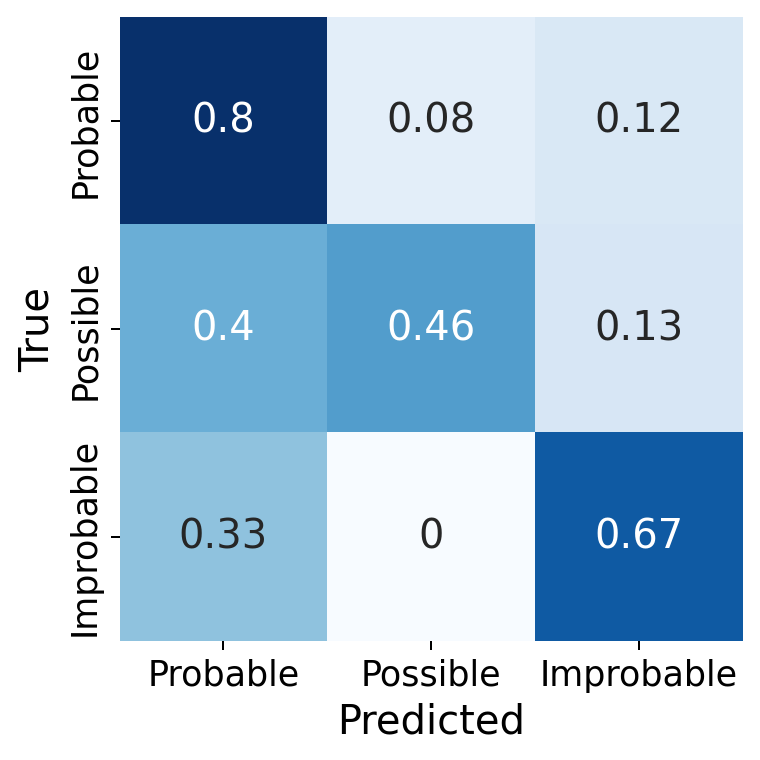 Probable 0.8 0.08 0.12
Possible 0.4 0.46 0.13
Improbable 0.33 0 0.67
True
Probable Possible Improbable
Predicted